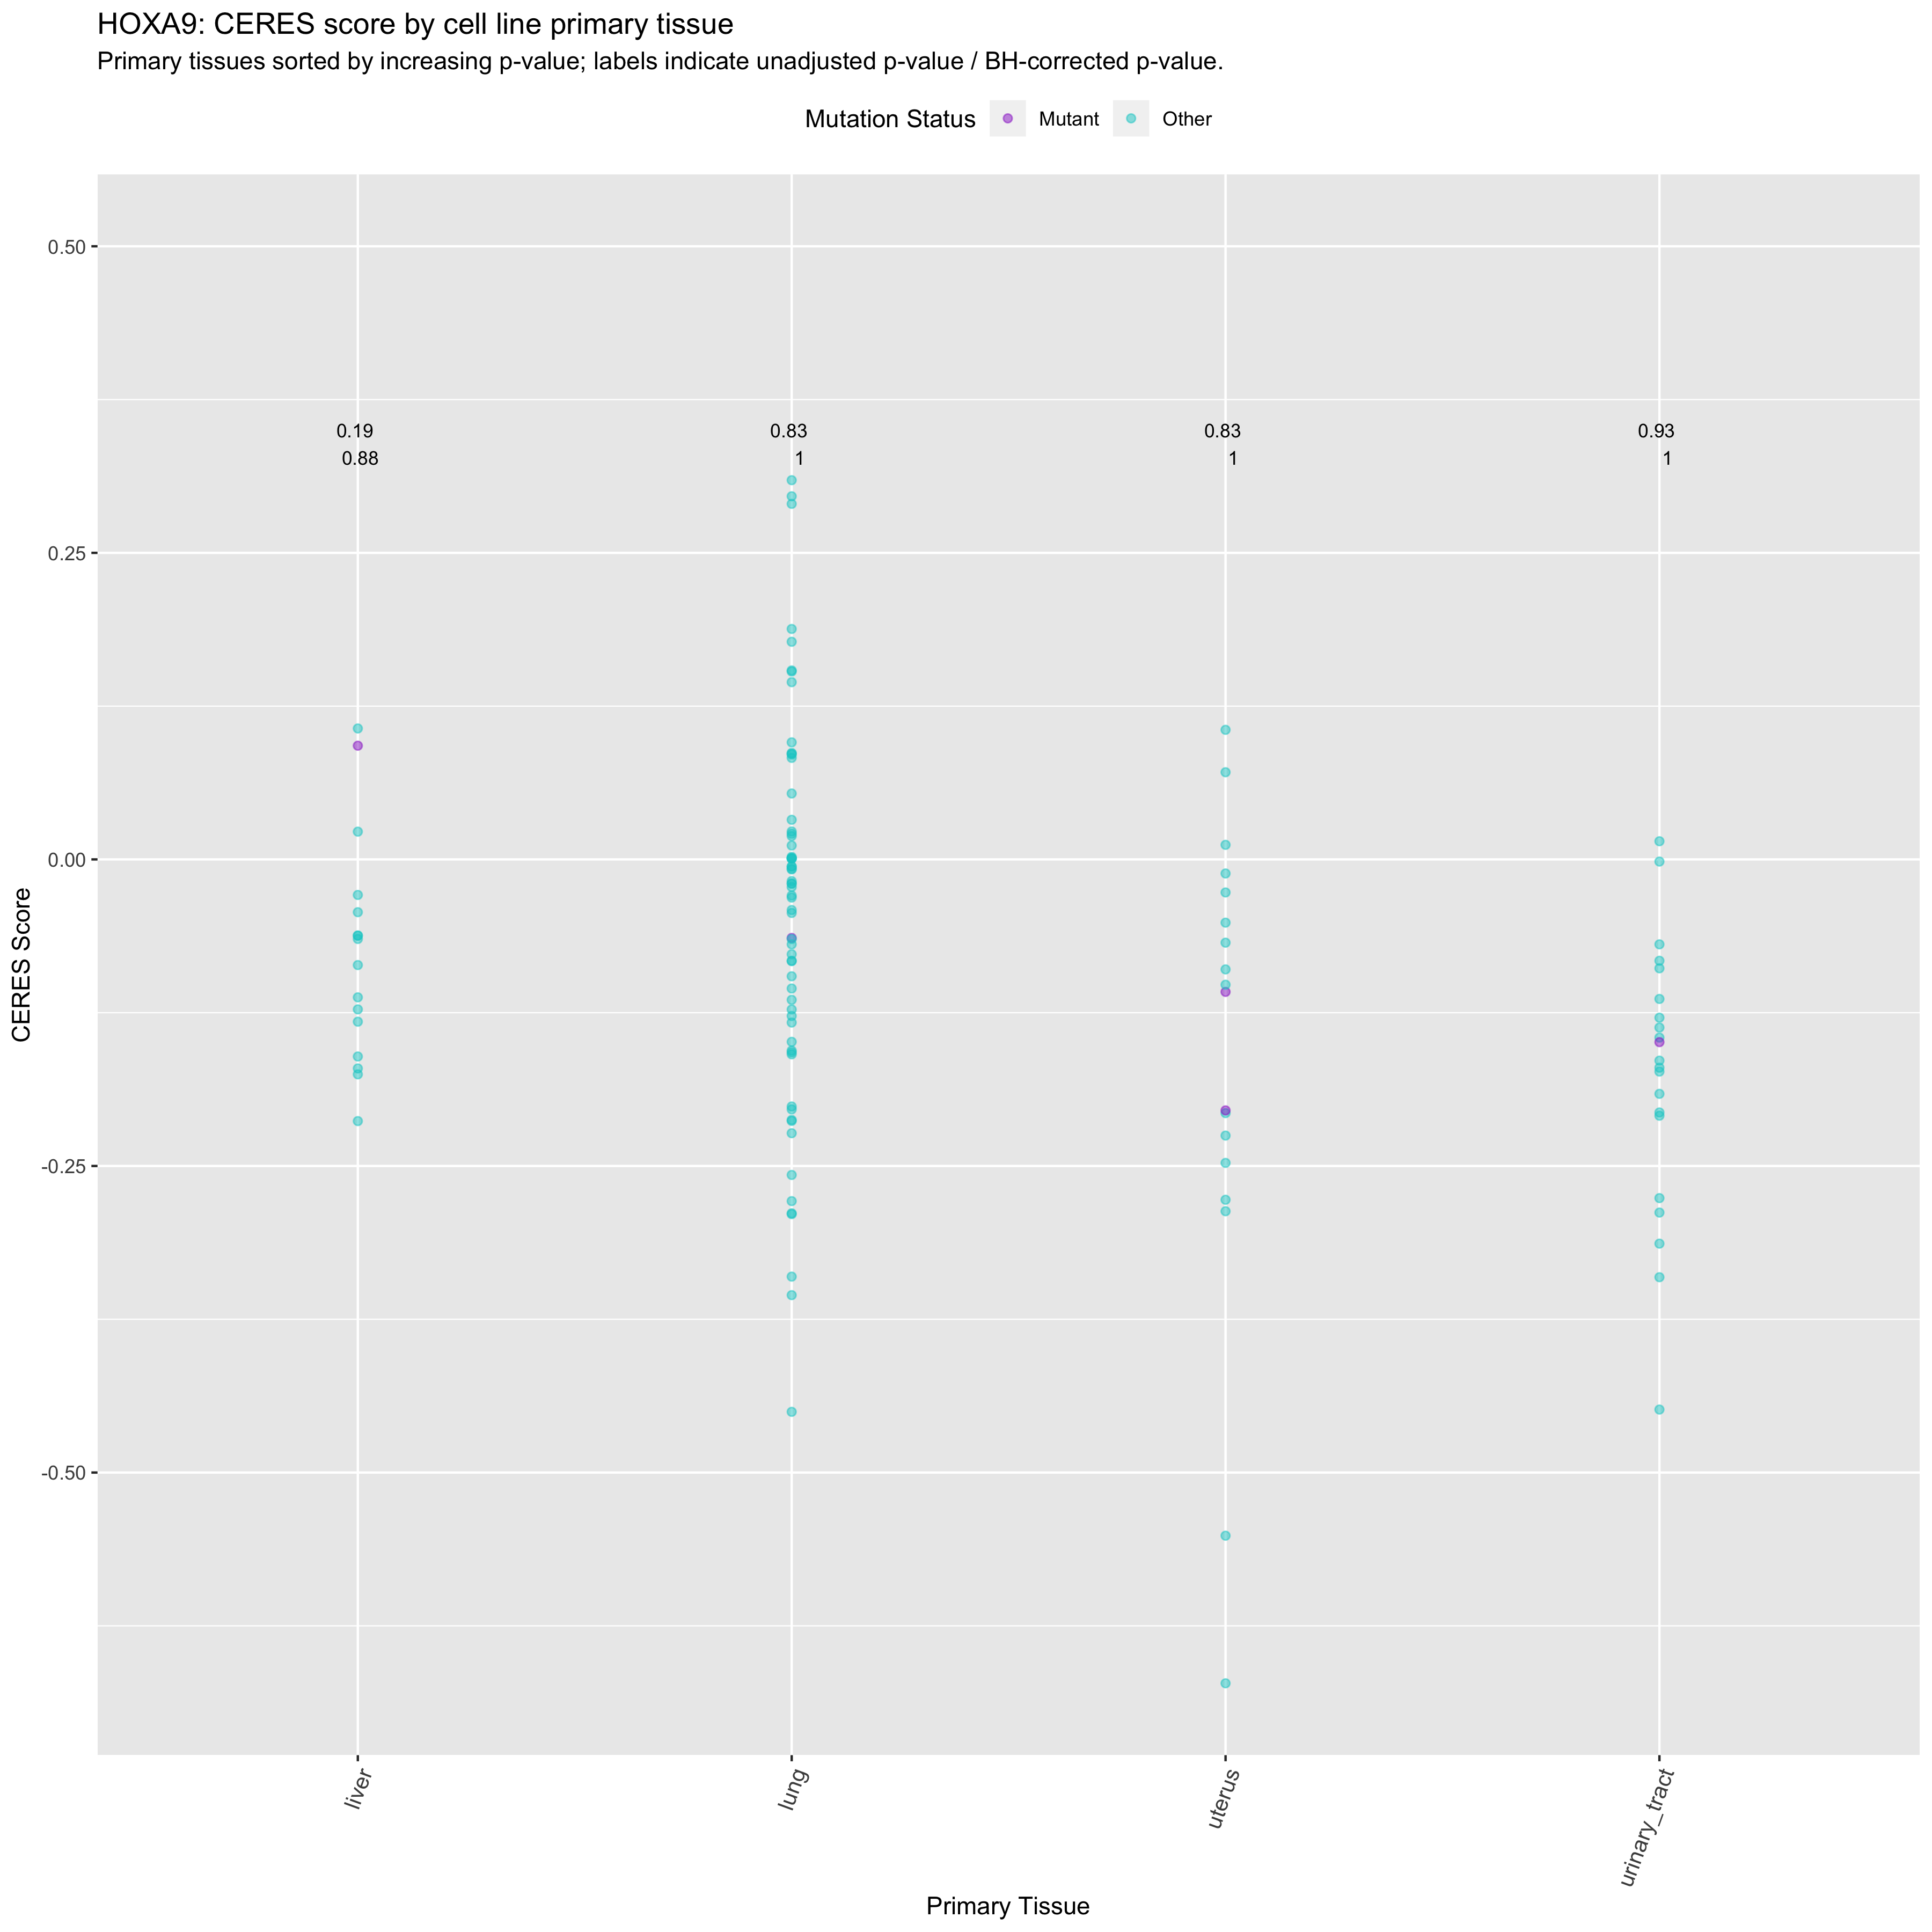 HOXA9: CERES score by cell line primary tissue
Primary tissues sorted by increasing p-value; labels indicate unadjusted p-value / BH-corrected p-value.
Mutation Status Mutant Other
0.50
0.19 0.83 0.83 0.93
0.88 1 1 1
0.25
0.00
-0.25
-0.50
CERES Score
liver lung uterus urinary_tract
Primary Tissue